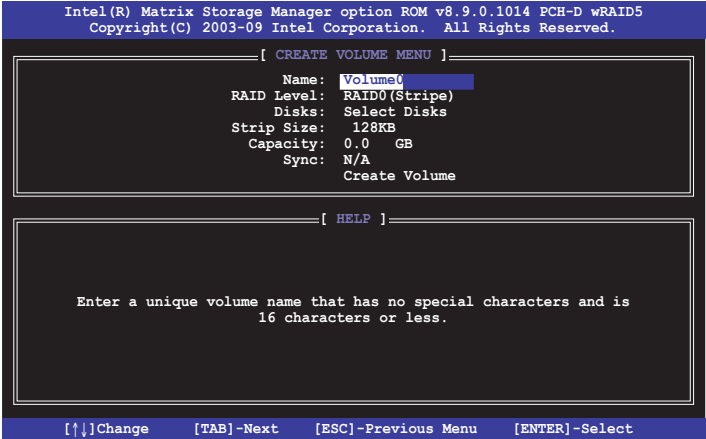 Intel(R) Matrix Storage Manager option ROM v8.9.0.1014 PCH-D wRAID5
Copyright(C) 2003-09 Intel Corporation. All Rights Reserved.
[ CREATE VOLUME MENU ]
Name: Volume0
RAID Level: RAID0(Stripe)
Disks: Select Disks
Strip Size: 128KB
Capacity: 0.0 GB
Sync: N/A
Create Volume
[ HELP ]
Enter a unique volume name that has no special characters and is
16 characters or less.
[↑↓]Change [TAB]-Next [ESC]-Previous Menu [ENTER]-Select